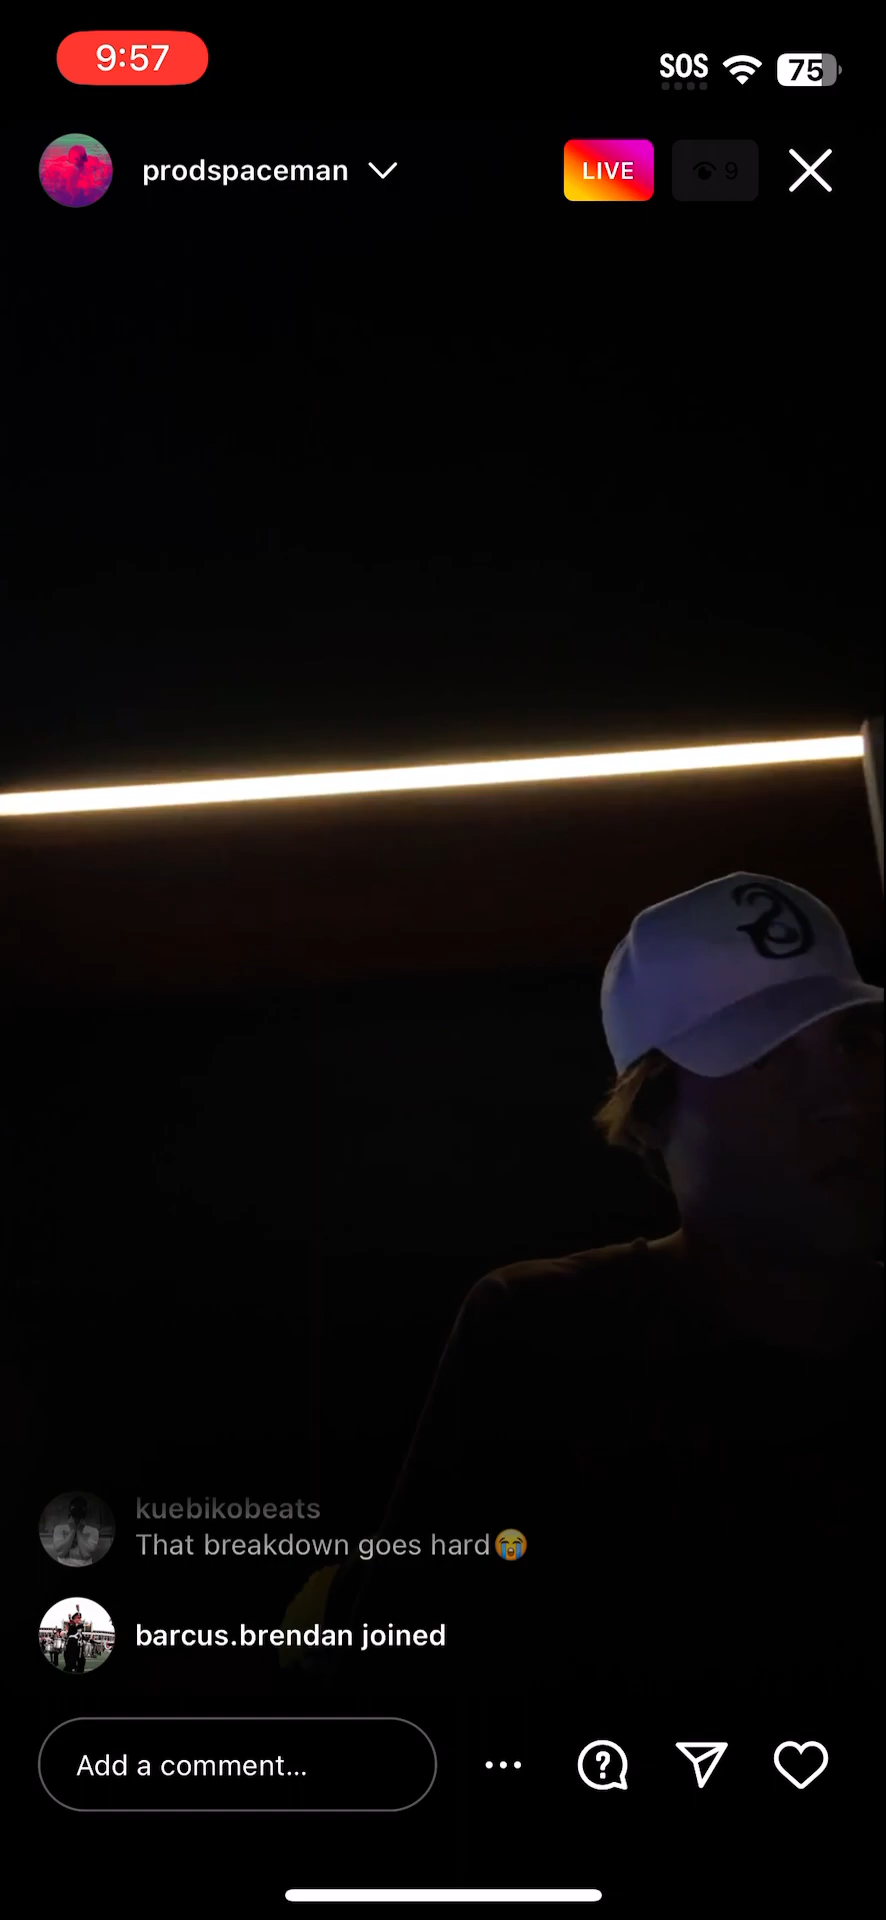 9:57
SOS
75
prodspaceman
LIVE
9
kuebikobeats
That breakdown goes hard😭
barcus.brendan joined
Add a comment...